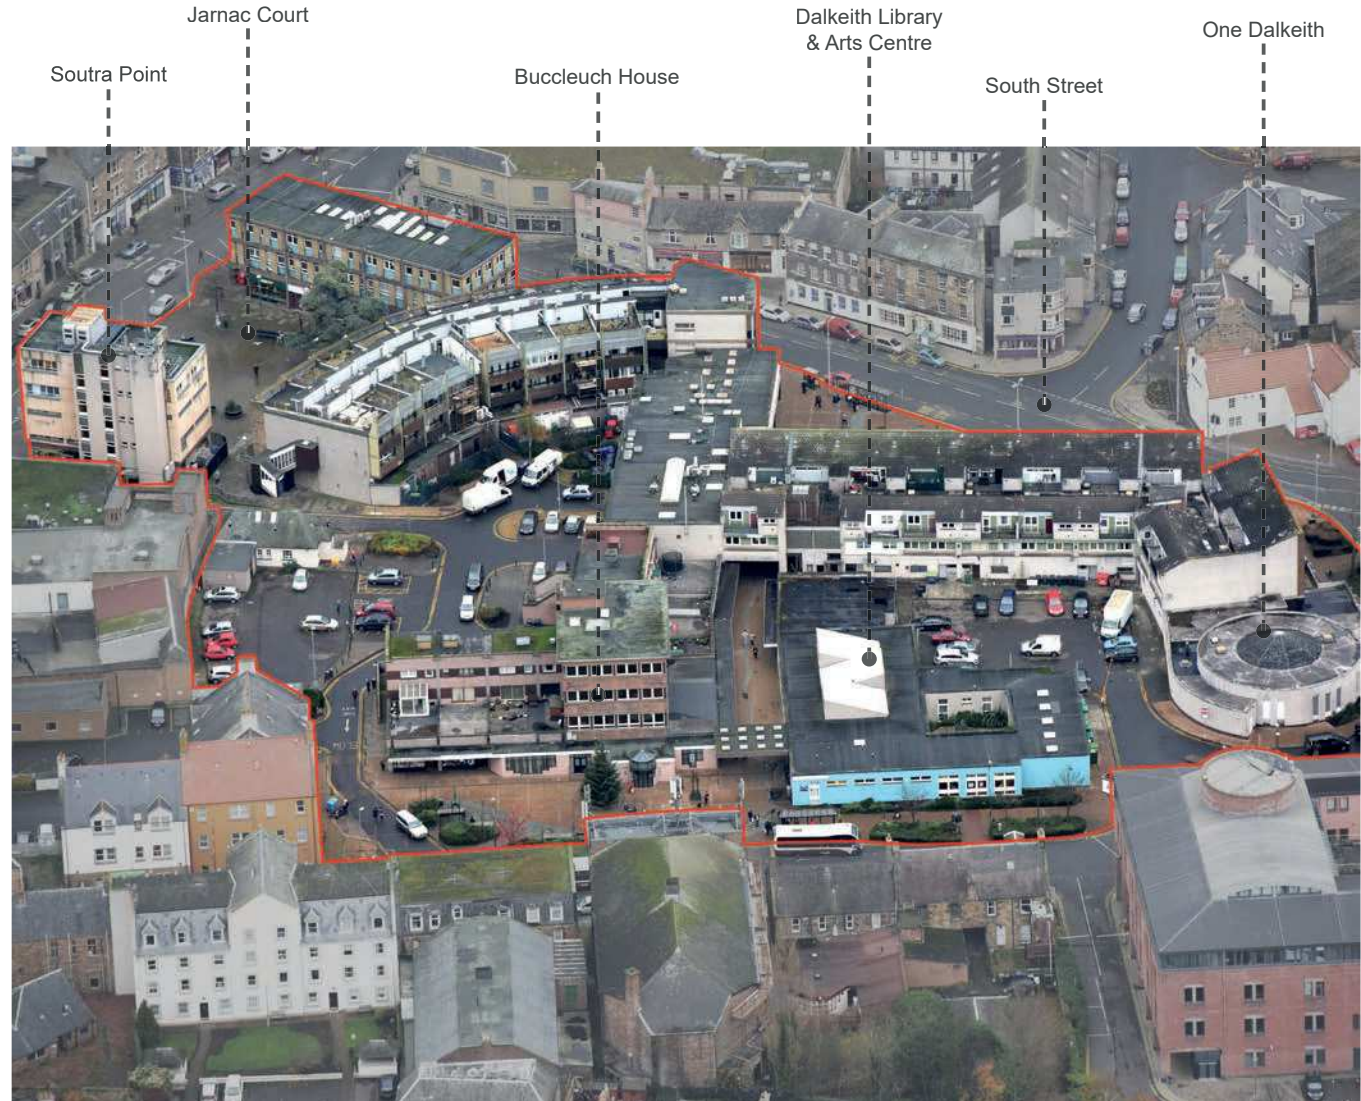 Jarnac Court
Soutra Point
Buccleuch House
Dalkeith Library
& Arts Centre
South Street
One Dalkeith